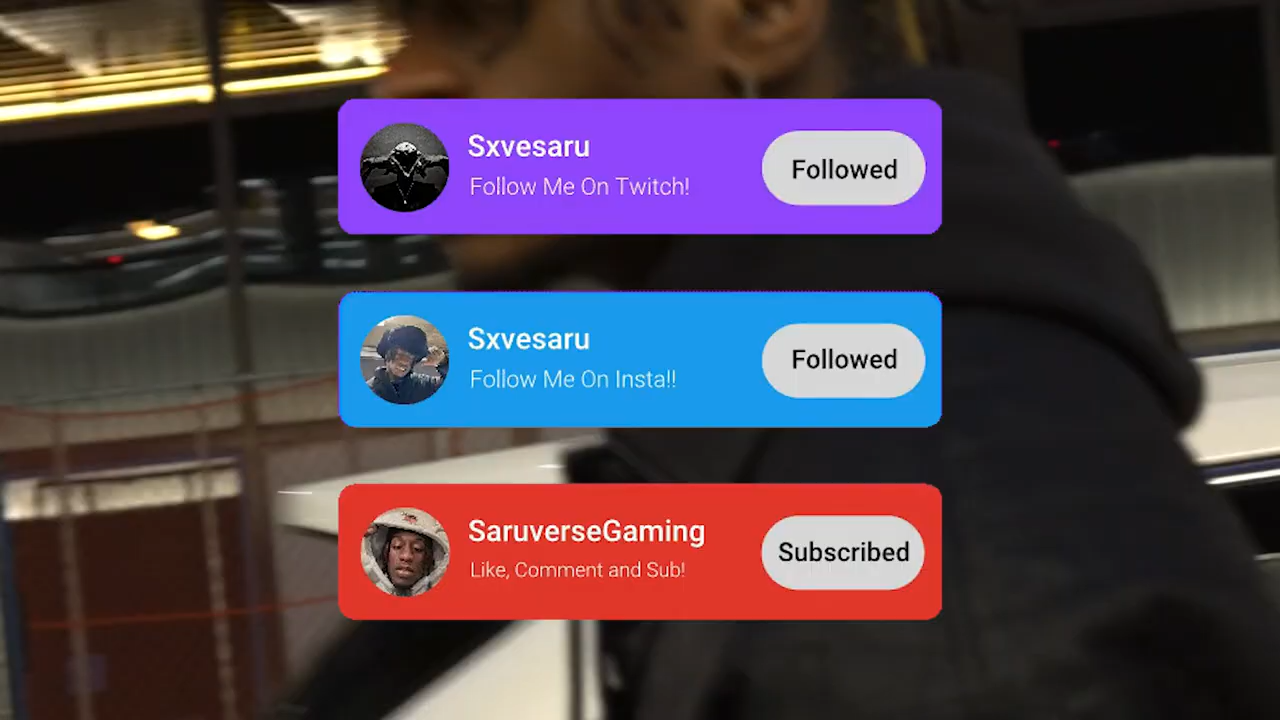 Sxvesaru
Follow Me On Twitch!
Followed
Sxvesaru
Follow Me On Insta!!
Followed
SaruverseGaming
Like, Comment and Sub!
Subscribed